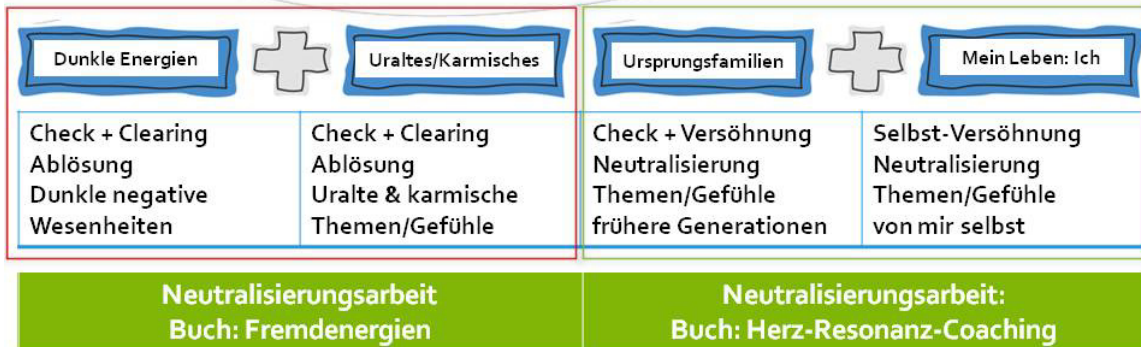 Dunkle Energien
Uraltes/Karmisches
Ursprungsfamilien
Mein Leben: Ich
Check + Clearing
Ablösung
Dunkle negative
Wesenheiten
Check + Clearing
Ablösung
Uralte & karmische
Themen/Gefühle
Check + Versöhnung
Neutralisierung
Themen/Gefühle
frühere Generationen
Selbst-Versöhnung
Neutralisierung
Themen/Gefühle
von mir selbst
Neutralisierungsarbeit
Buch: Fremdenergien
Neutralisierungsarbeit:
Buch: Herz-Resonanz-Coaching